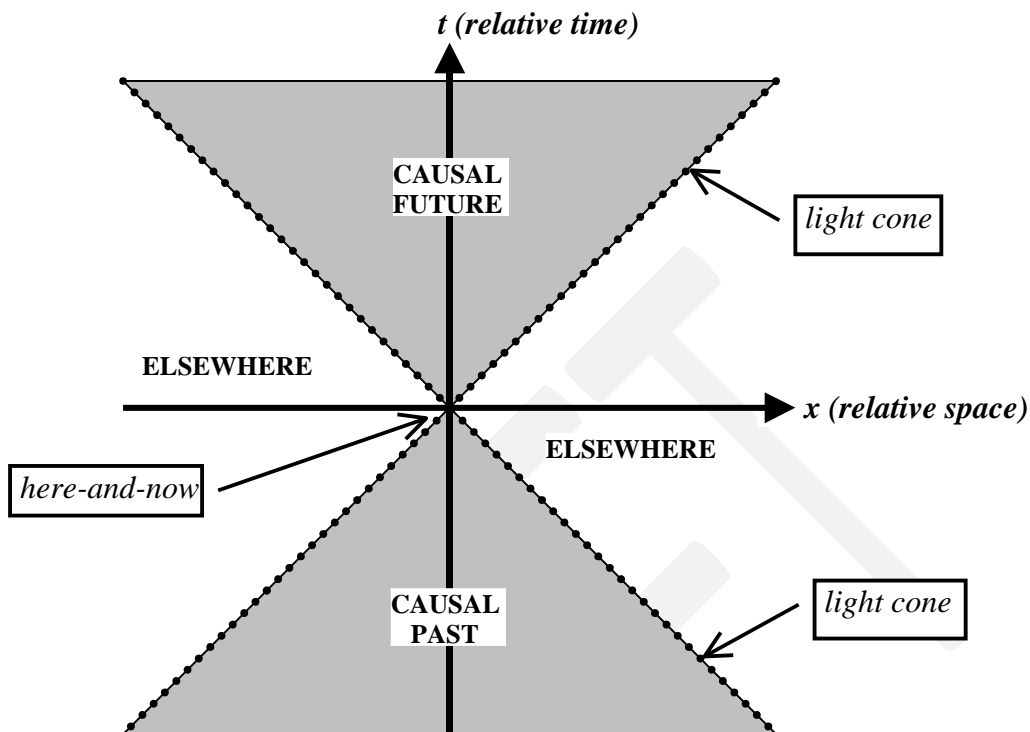 t (relative time)
CAUSAL
FUTURE
light cone
ELSEWHERE
x (relative space)
ELSEWHERE
here-and-now
CAUSAL
PAST
light cone